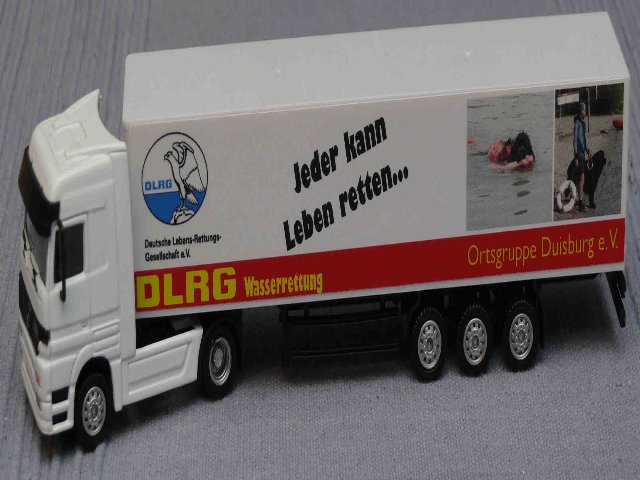 DLRG
Deutsche Lebens-Rettungs-
Gesellschaft e.V.
Jeder kann
Leben retten...
DLRG Wasserrettung
Ortsgruppe Duisburg e.V.